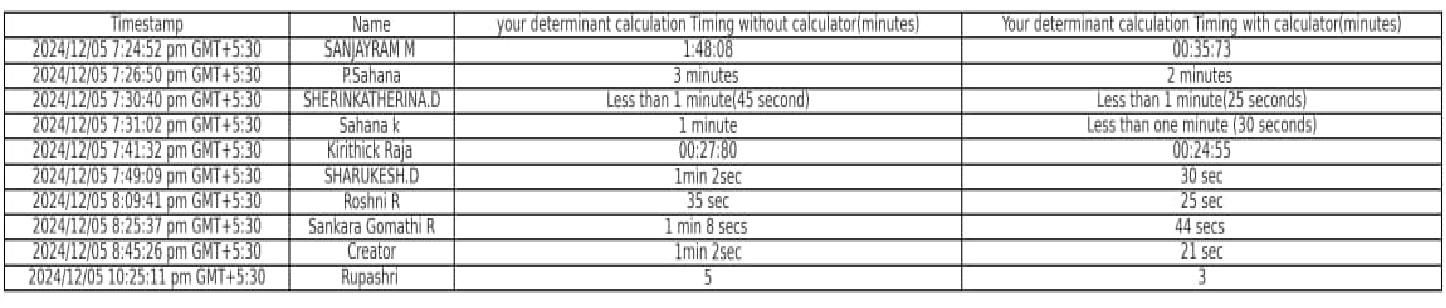 Timestamp Name your determinant calculation Timing without calculator(minutes) Your determinant calculation Timing with calculator(minutes)
2024/12/05 7:24:52 pm GMT+5:30 SANJAYRAM M 1:48:08 00:35:73
2024/12/05 7:26:50 pm GMT+5:30 P.Sahana 3 minutes 2 minutes
2024/12/05 7:30:40 pm GMT+5:30 SHERINKATHERINA.D Less than 1 minute(45 second) Less than 1 minute(25 seconds)
2024/12/05 7:31:02 pm GMT+5:30 Sahana k 1 minute Less than one minute (30 seconds)
2024/12/05 7:41:32 pm GMT+5:30 Kirithick Raja 00:27:80 00:24:55
2024/12/05 7:49:09 pm GMT+5:30 SHARUKESH.D 1min 2sec 30 sec
2024/12/05 8:09:41 pm GMT+5:30 Roshni R 35 sec 25 sec
2024/12/05 8:25:37 pm GMT+5:30 Sankara Gomathi R 1 min 8 secs 44 secs
2024/12/05 8:45:26 pm GMT+5:30 Creator 1min 2sec 21 sec
2024/12/05 10:25:11 pm GMT+5:30 Rupashri 5 3